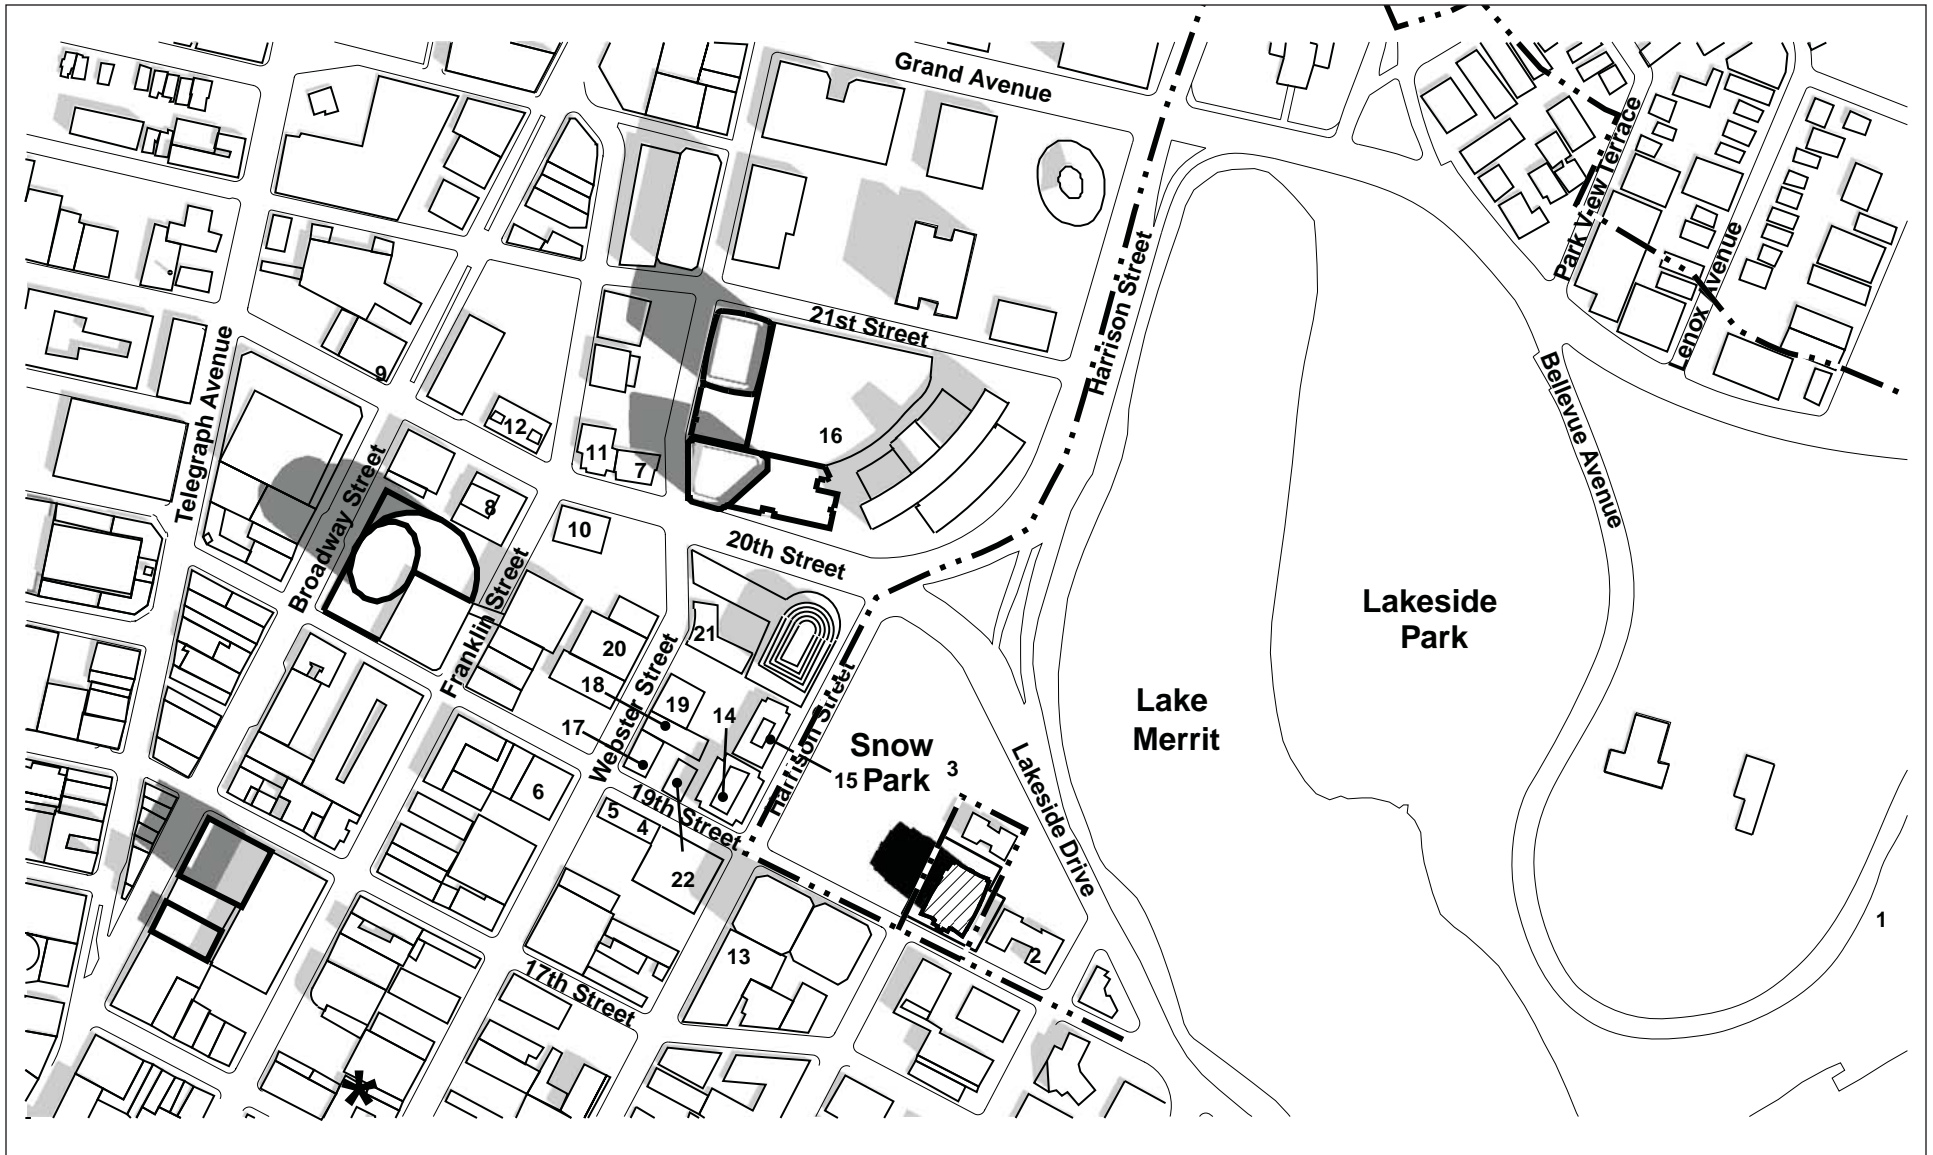 Grand Avenue
Park View Terrace
Harrison Street
Lenox Avenue
21st Street
Telegraph Avenue
9
Bellevue Avenue
12
16
11
7
Broadway Street
8
10
20th Street
Franklin Street
Lakeside
Park
21
20
Webster Street
18
19
17
14
Harrison Street
Lake
Merrit
Snow
Park
3
15
Lakeside Drive
6
19th Street
5
4
22
1
13
2
17th Street
*